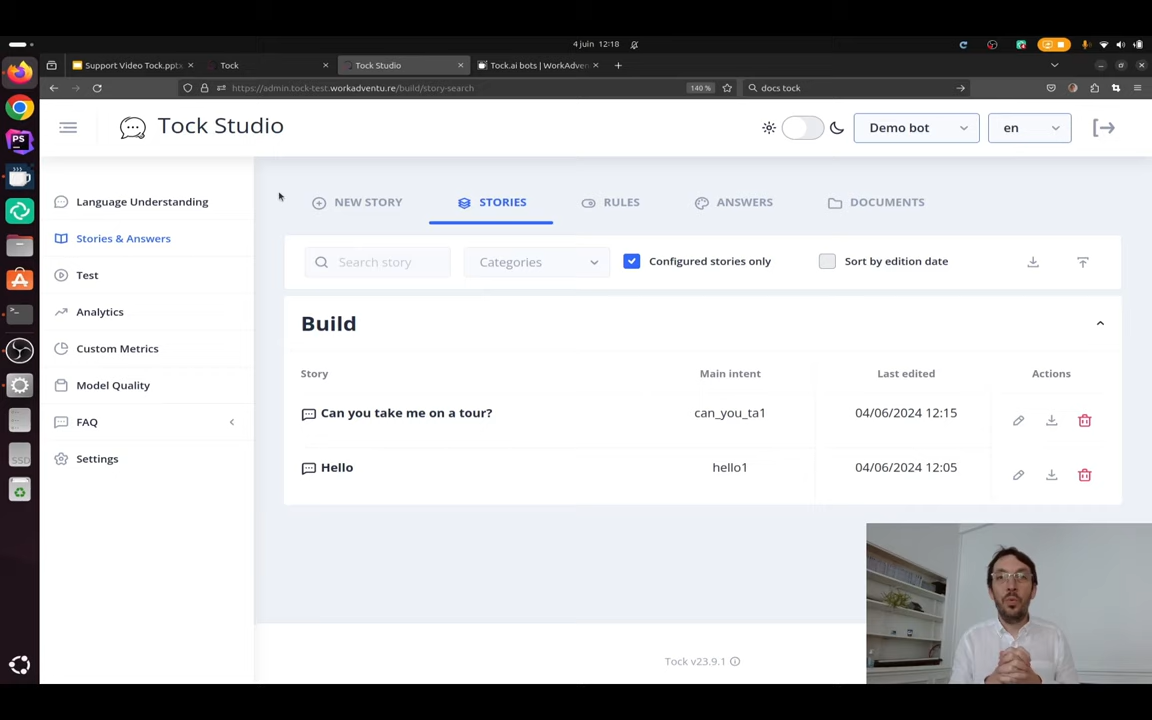 4 juin 12:18
Support Video Tock.pptx
Tock
Tock Studio
Tock.ai bots | WorkAdven
https://admin.tock-test.workadventu.re/build/story-search
140 %
docs tock
Tock Studio
Demo bot
en
Language Understanding
Stories & Answers
Test
Analytics
Custom Metrics
Model Quality
FAQ
Settings
NEW STORY
STORIES
RULES
ANSWERS
DOCUMENTS
Search story
Categories
Configured stories only
Sort by edition date
Build
Story
Main intent
Last edited
Actions
Can you take me on a tour?
can_you_ta1
04/06/2024 12:15
Hello
hello1
04/06/2024 12:05
Tock v23.9.1
PS
SSD